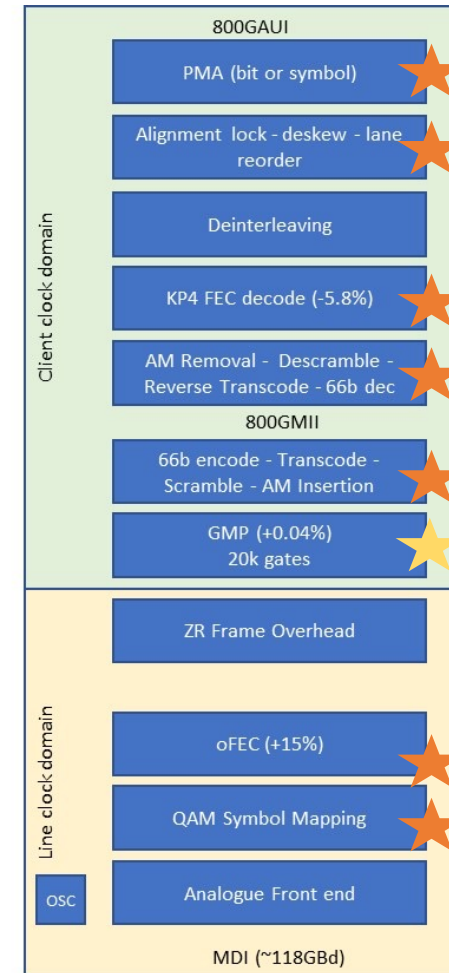 800GAUI
PMA (bit or symbol)
Alignment lock - deskew - lane
reorder
Deinterleaving
Client clock domain
KP4 FEC decode (-5.8%)
AM Removal - Descramble -
Reverse Transcode - 66b dec
800GMII
66b encode - Transcode -
Scramble - AM Insertion
GMP (+0.04%)
20k gates
ZR Frame Overhead
Line clock domain
oFEC (+15%)
QAM Symbol Mapping
OSC
Analogue Front end
MDI (~118GBd)